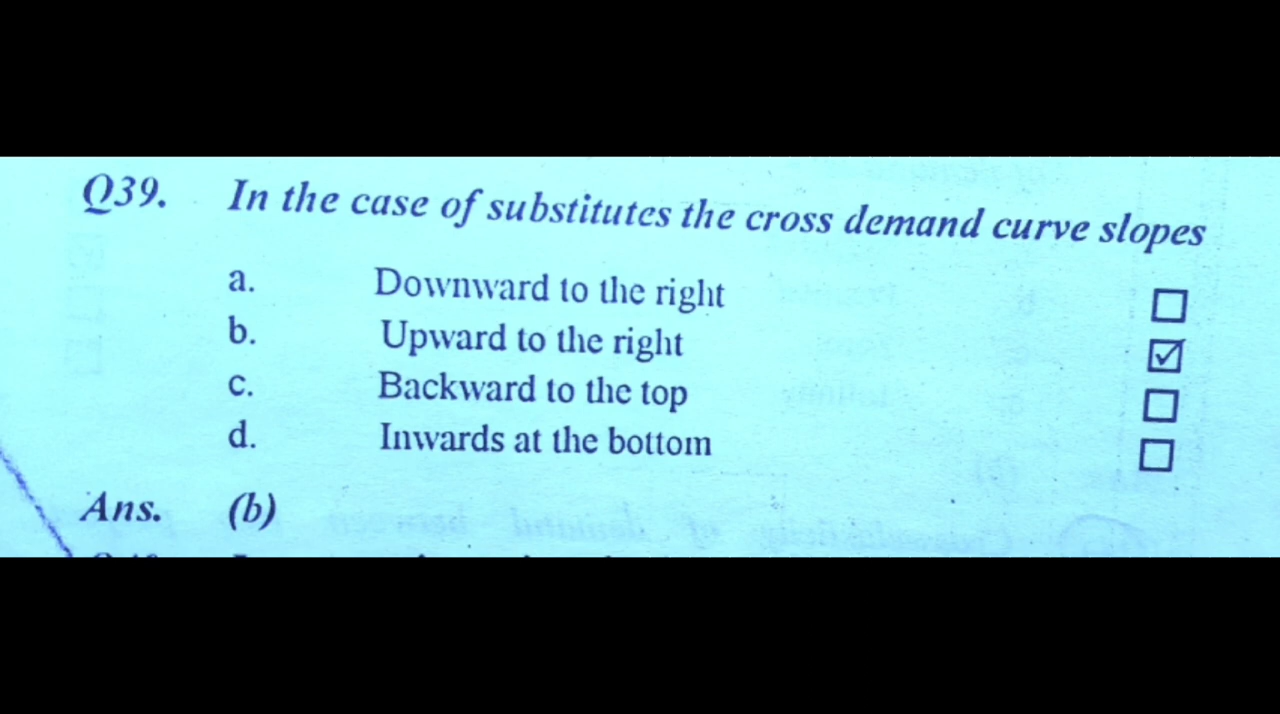 Q39. In the case of substitutes the cross demand curve slopes
a. Downward to the right ☐
b. Upward to the right ☑
c. Backward to the top ☐
d. Inwards at the bottom ☐
Ans. (b)